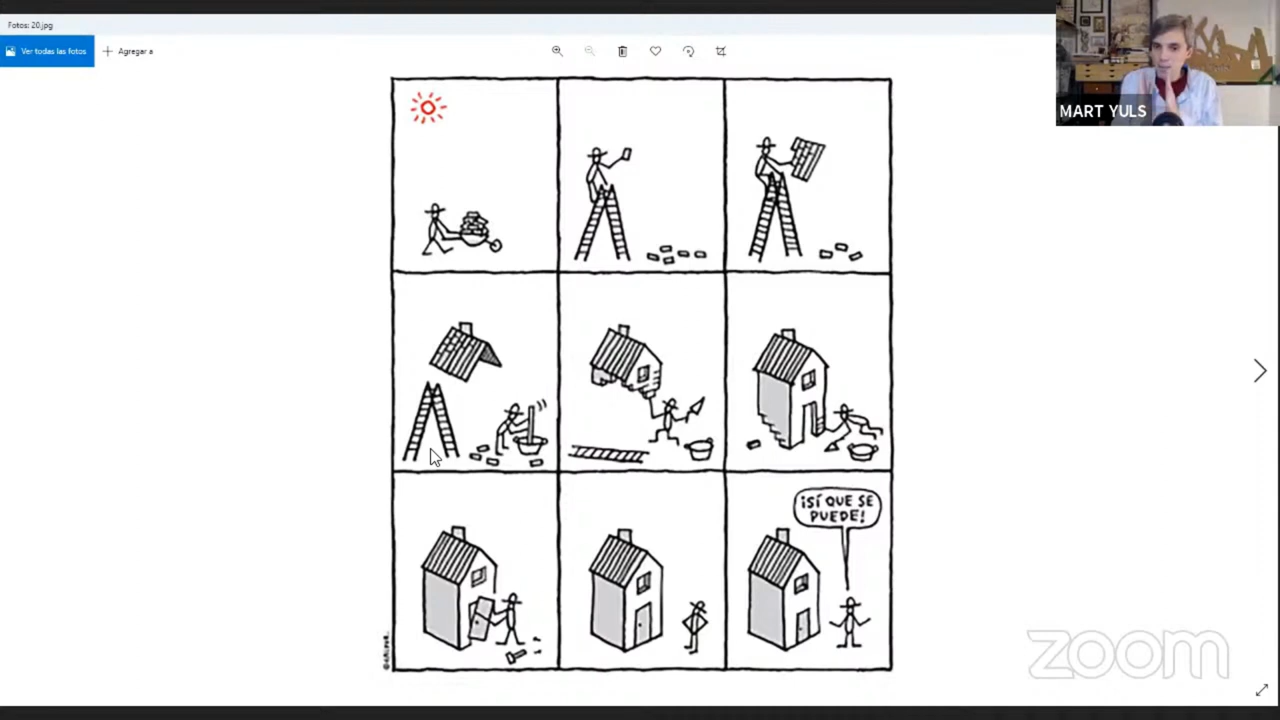 Fotos: 20.jpg
Ver todas las fotos
Agregar a
MART YULS
¡SÍ QUE SE
PUEDE!
zoom